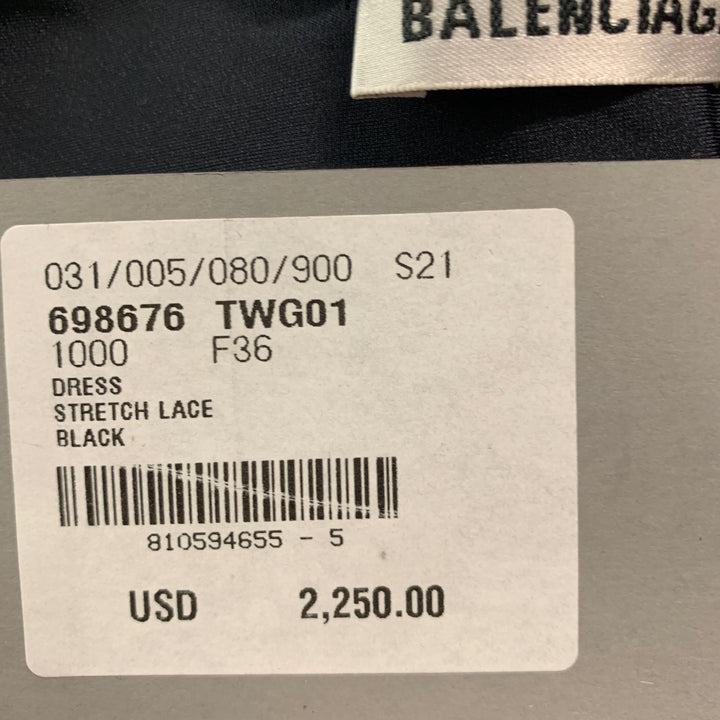 BALENCIAGA
031/005/080/900 S21
698676 TWG01
1000 F36
DRESS
STRETCH LACE
BLACK
810594655 - 5
USD 2,250.00